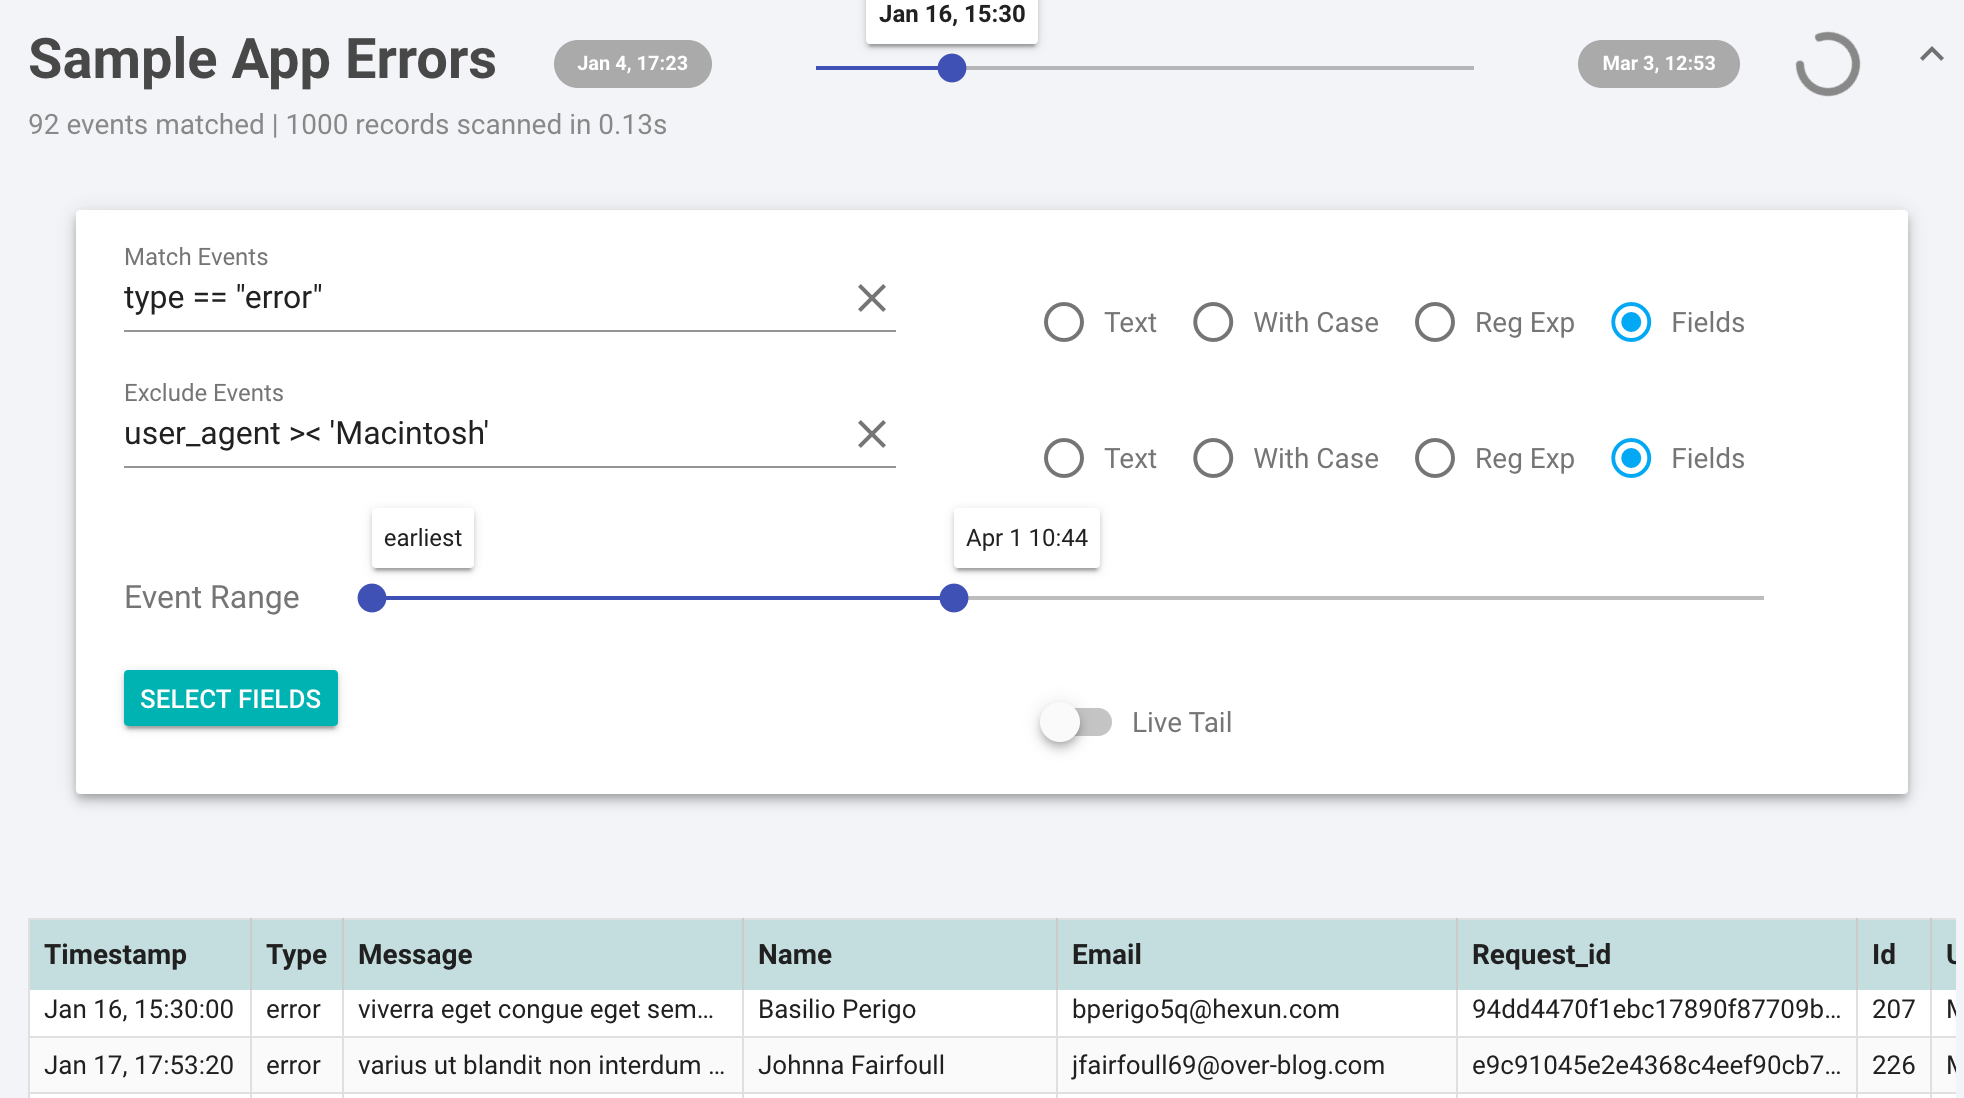 Jan 16, 15:30
Sample App Errors
Jan 4, 17:23
Mar 3, 12:53
92 events matched | 1000 records scanned in 0.13s
Match Events
type == "error"
Text With Case Reg Exp Fields
Exclude Events
user_agent >< 'Macintosh'
Text With Case Reg Exp Fields
earliest
Apr 1 10:44
Event Range
SELECT FIELDS
Live Tail
Timestamp Type Message Name Email Request_id Id
Jan 16, 15:30:00 error viverra eget congue eget sem... Basilio Perigo bperigo5q@hexun.com 94dd4470f1ebc17890f87709b... 207
Jan 17, 17:53:20 error varius ut blandit non interdum ... Johnna Fairfoull jfairfoull69@over-blog.com e9c91045e2e4368c4eef90cb7... 226